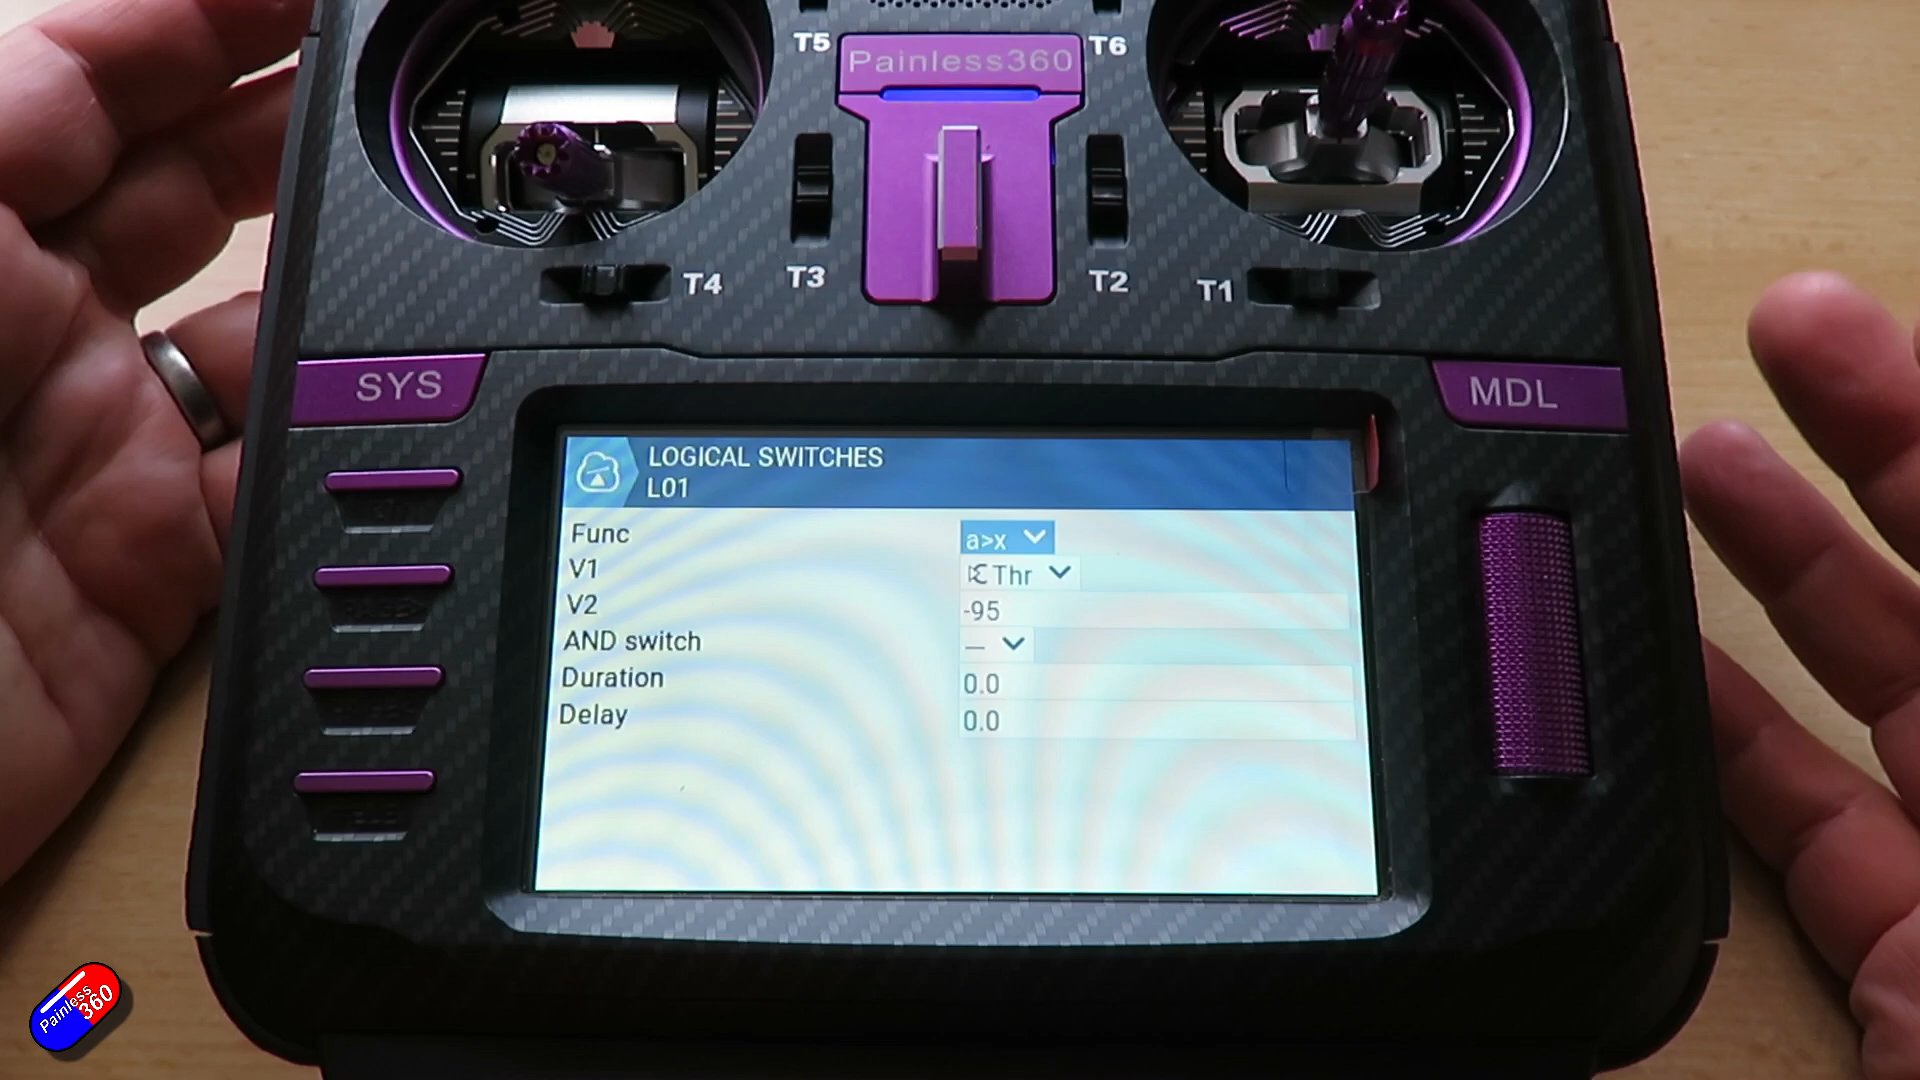 T5
Painless360
T6
T4
T3
T2
T1
SYS
MDL
LOGICAL SWITCHES
L01
Func a>x
V1 Thr
V2 -95
AND switch —
Duration 0.0
Delay 0.0
Painless
360